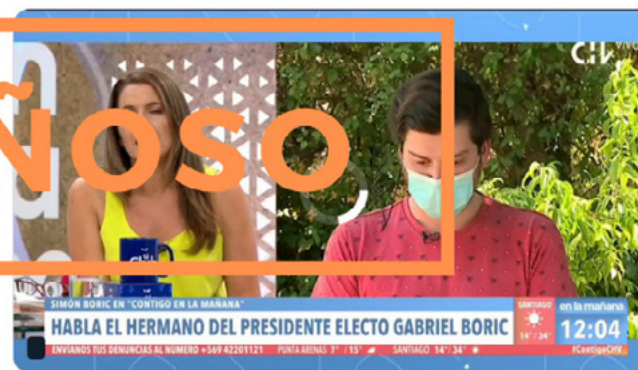 CHV
ÑOSO
SIMÓN BORIC EN "CONTIGO EN LA MAÑANA"
HABLA EL HERMANO DEL PRESIDENTE ELECTO GABRIEL BORIC
SANTIAGO
14°/34°
en la mañana
12:04
ENVÍANOS TUS DENUNCIAS AL NÚMERO +569 42201121 PUNTA ARENAS 7°/15° SANTIAGO 14°/34°
#ContigoCHV